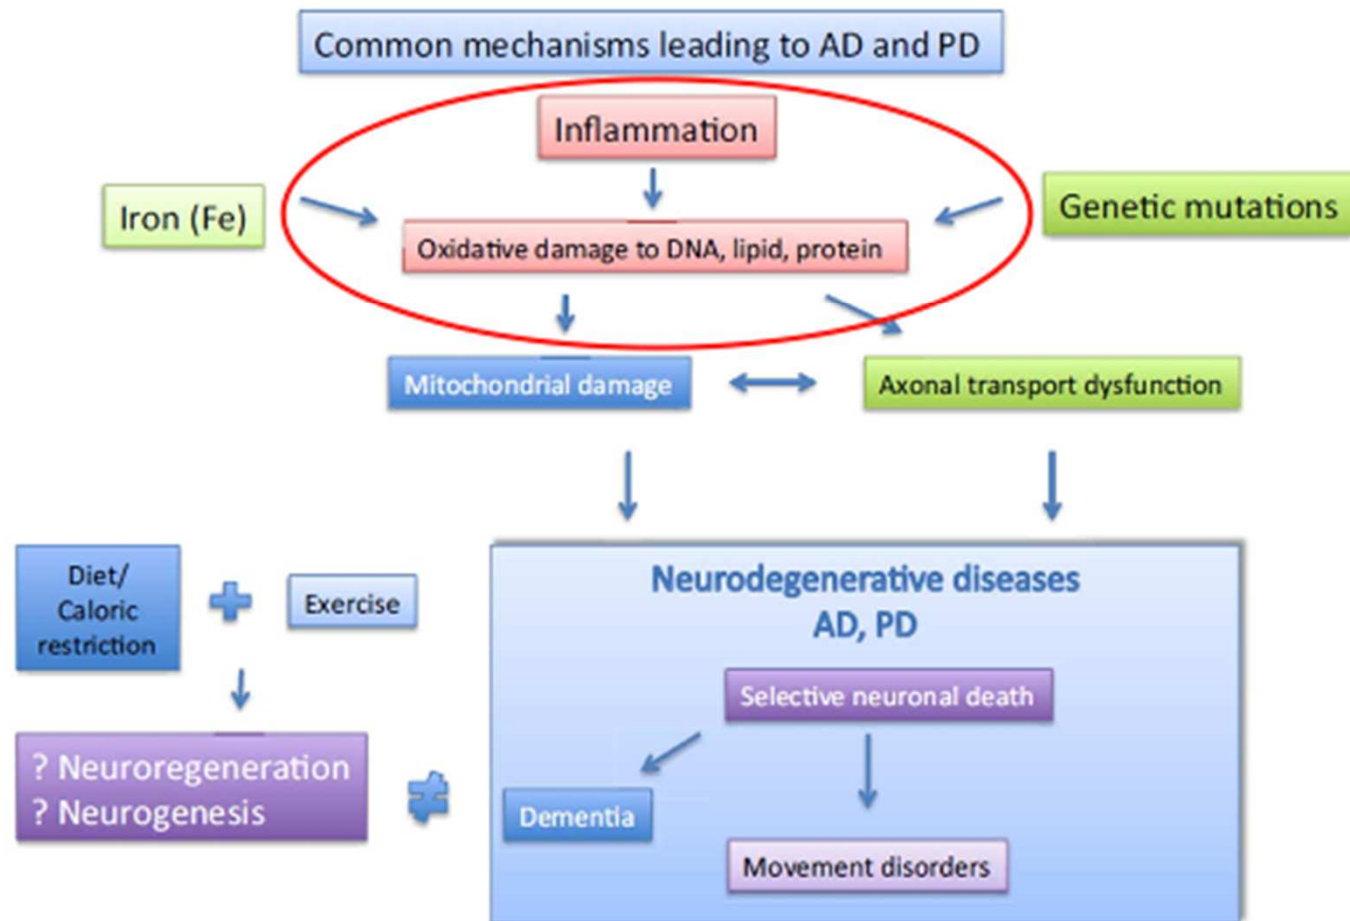 Common mechanisms leading to AD and PD
Inflammation
Iron (Fe)
Genetic mutations
Oxidative damage to DNA, lipid, protein
Mitochondrial damage
Axonal transport dysfunction
Diet/
Caloric
restriction
Exercise
Neurodegenerative diseases
AD, PD
Selective neuronal death
? Neuroregeneration
? Neurogenesis
Dementia
Movement disorders